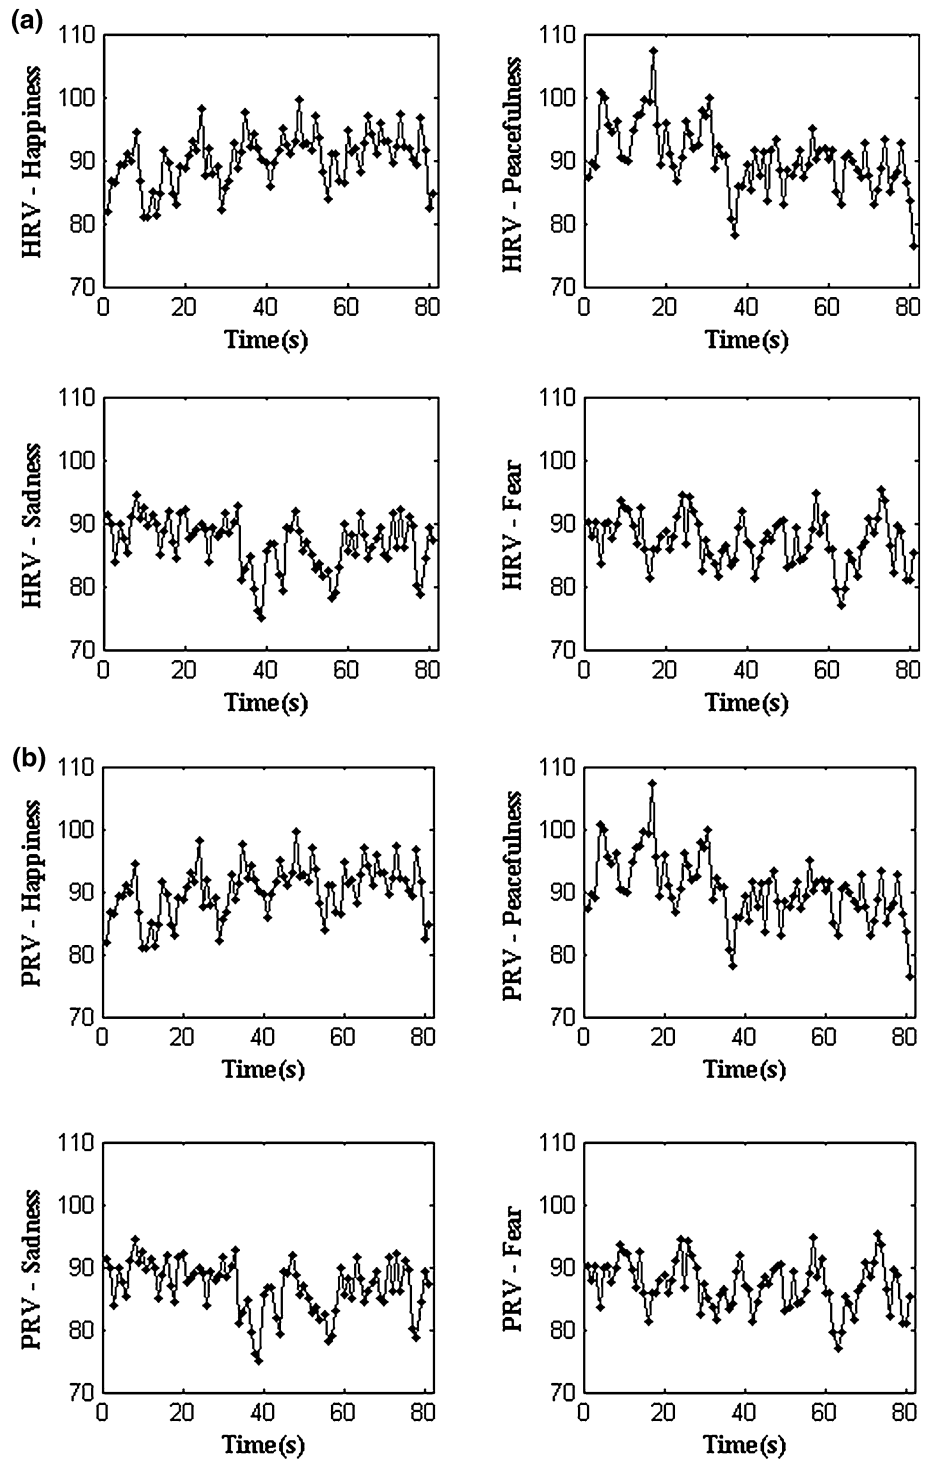 (a)
HRV - Happiness
110
100
90
80
70
0 20 40 60 80
Time(s)
HRV - Peacefulness
110
100
90
80
70
0 20 40 60 80
Time(s)
HRV - Sadness
110
100
90
80
70
0 20 40 60 80
Time(s)
HRV - Fear
110
100
90
80
70
0 20 40 60 80
Time(s)
(b)
PRV - Happiness
110
100
90
80
70
0 20 40 60 80
Time(s)
PRV - Peacefulness
110
100
90
80
70
0 20 40 60 80
Time(s)
PRV - Sadness
110
100
90
80
70
0 20 40 60 80
Time(s)
PRV - Fear
110
100
90
80
70
0 20 40 60 80
Time(s)